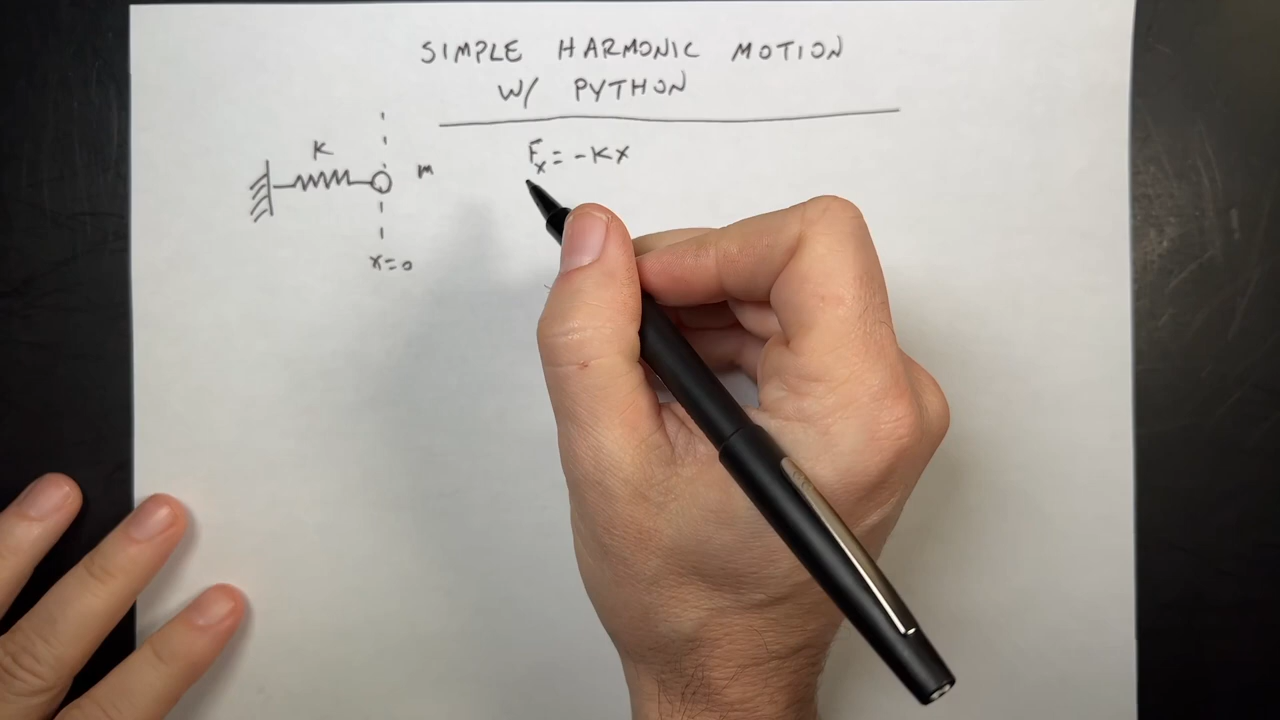 SIMPLE HARMONIC MOTION
W/ PYTHON
K
m
Fx = -Kx
x=0